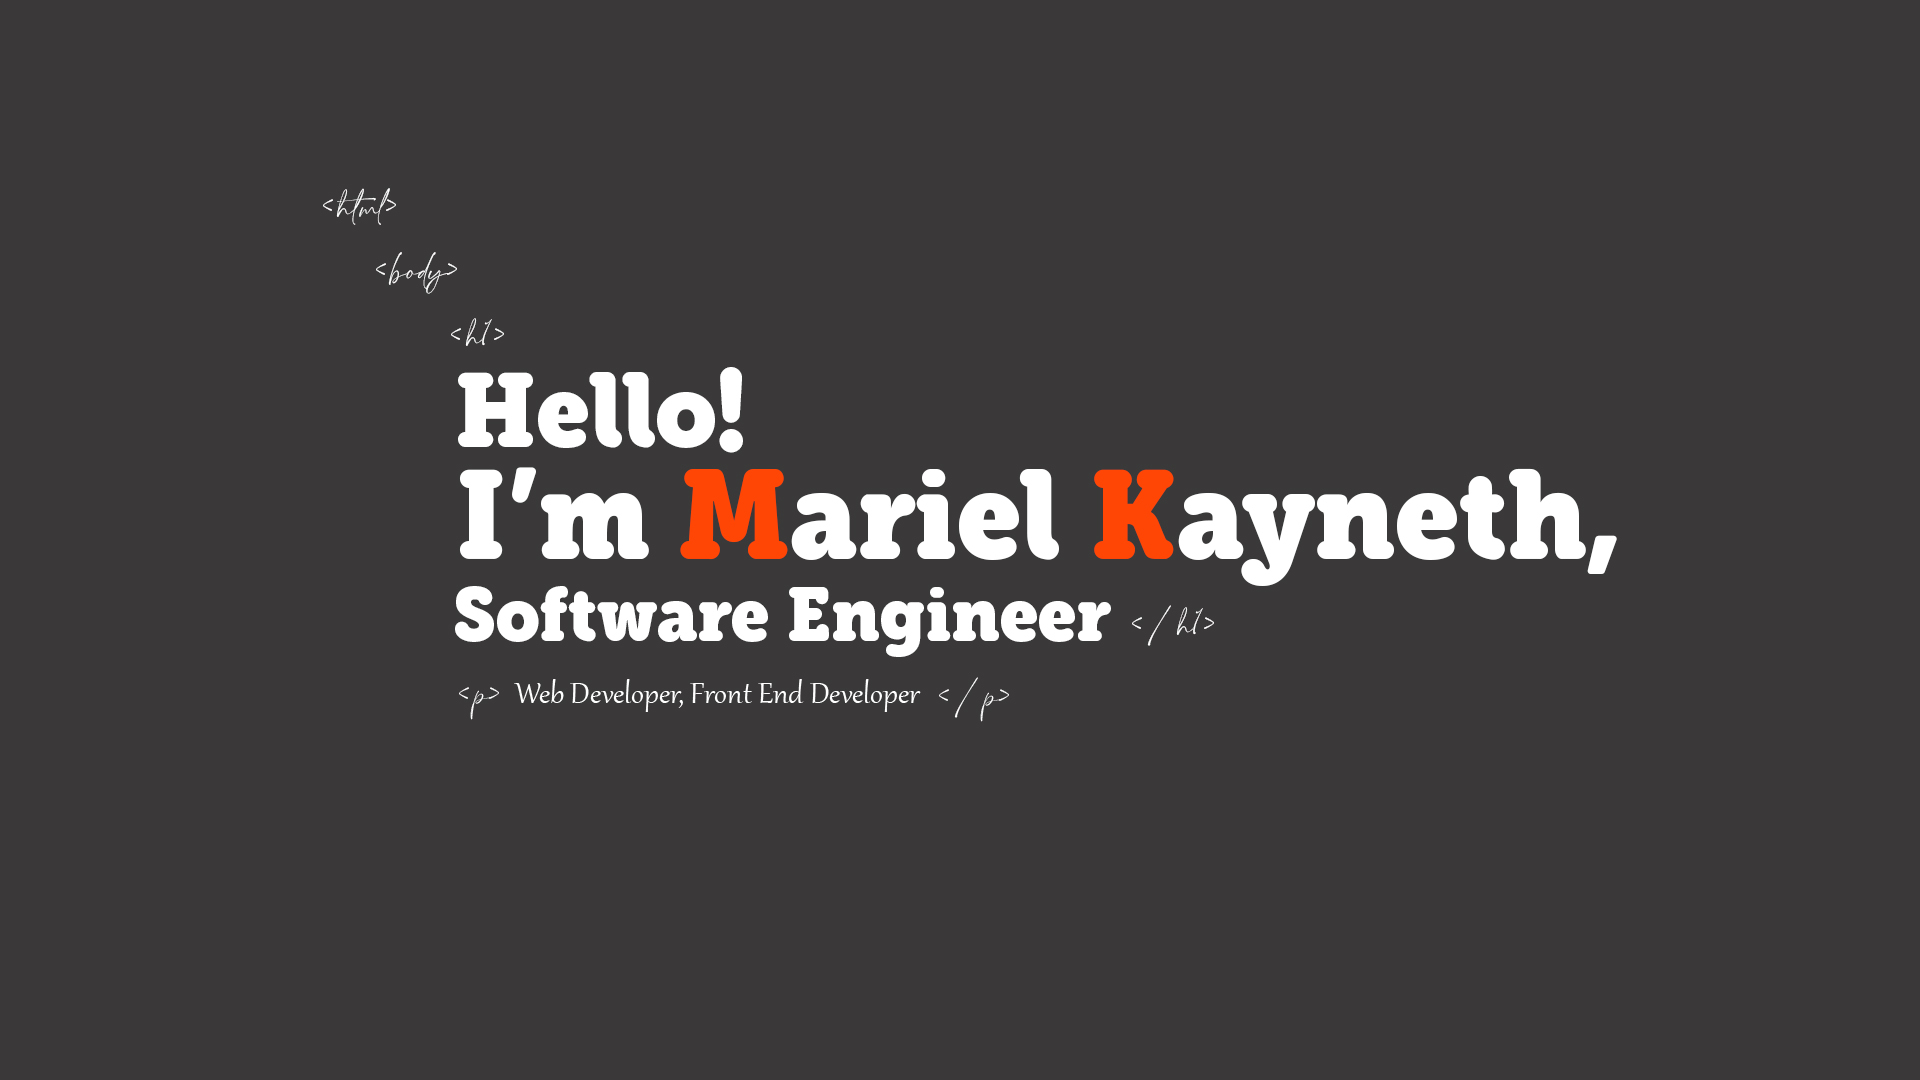 <html>
<body>
<h1>
Hello!
I'm Mariel Kayneth,
Software Engineer </h1>
<p> Web Developer, Front End Developer </p>